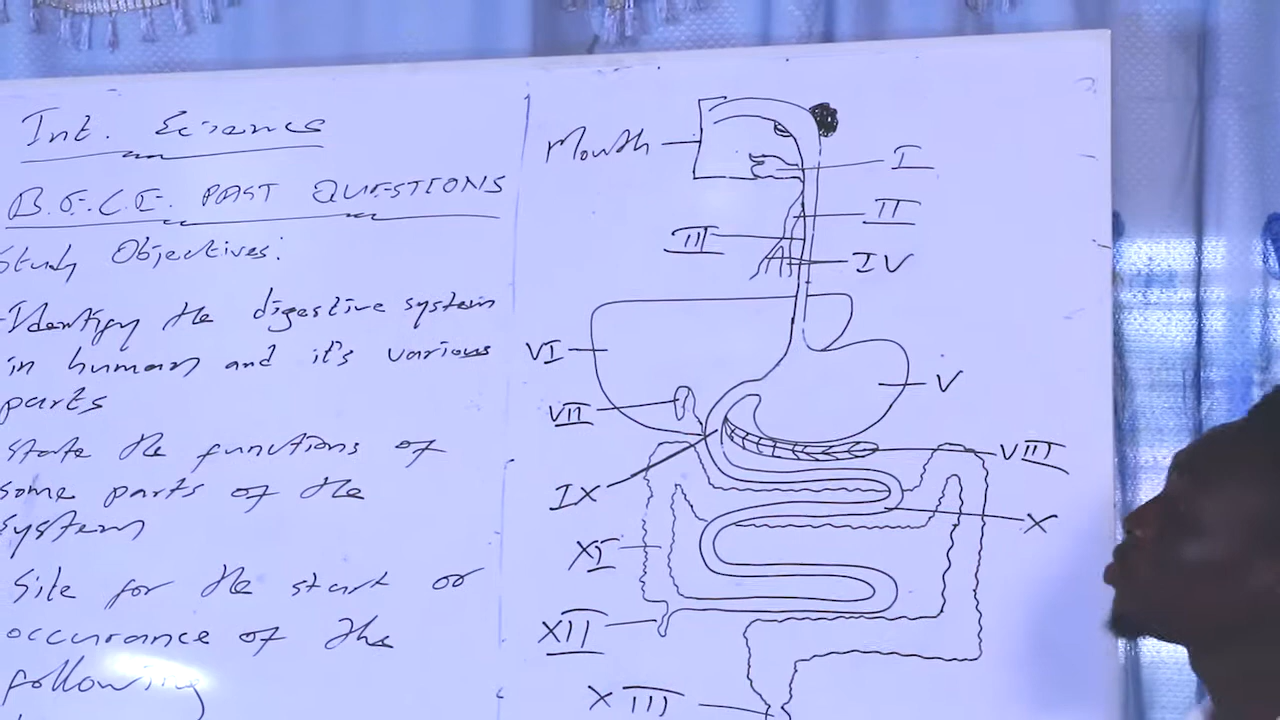 Int. Science
B.E.C.E. PAST QUESTIONS
Study Objectives:
-Identify the digestive system
in human and it's various
parts
state the functions of
some parts of the
system
Site for the start or
occurance of the
following
Mouth
I
II
III
IV
VI
V
VII
VIII
IX
X
XI
XII
XIII